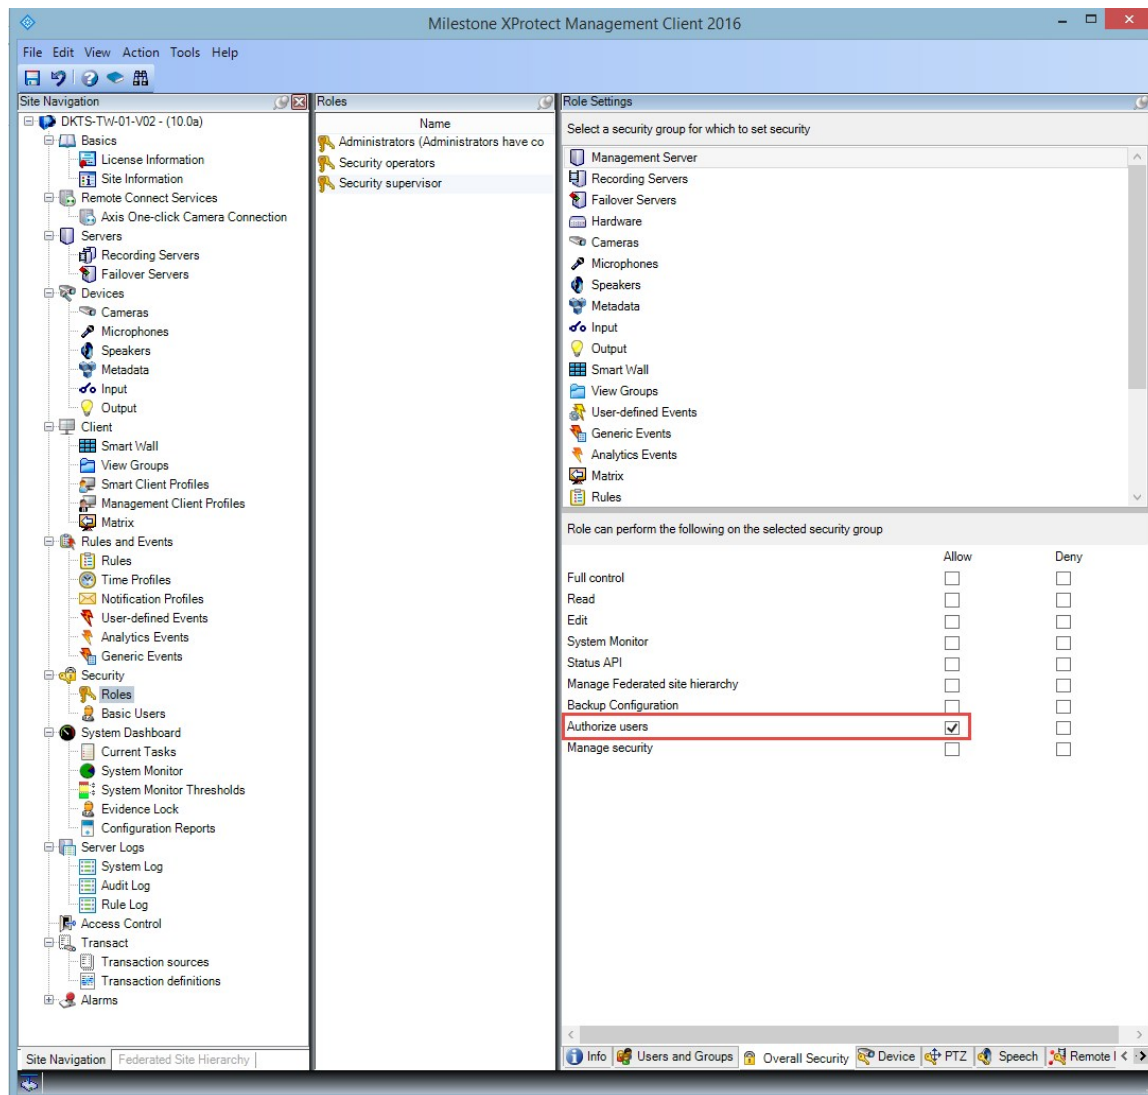 Milestone XProtect Management Client 2016
File Edit View Action Tools Help
Site Navigation
DKTS-TW-01-V02 - (10.0a)
Basics
License Information
Site Information
Remote Connect Services
Axis One-click Camera Connection
Servers
Recording Servers
Failover Servers
Devices
Cameras
Microphones
Speakers
Metadata
Input
Output
Client
Smart Wall
View Groups
Smart Client Profiles
Management Client Profiles
Matrix
Rules and Events
Rules
Time Profiles
Notification Profiles
User-defined Events
Analytics Events
Generic Events
Security
Roles
Basic Users
System Dashboard
Current Tasks
System Monitor
System Monitor Thresholds
Evidence Lock
Configuration Reports
Server Logs
System Log
Audit Log
Rule Log
Access Control
Transact
Transaction sources
Transaction definitions
Alarms
Site Navigation Federated Site Hierarchy
Roles
Name
Administrators (Administrators have co
Security operators
Security supervisor
Role Settings
Select a security group for which to set security
Management Server
Recording Servers
Failover Servers
Hardware
Cameras
Microphones
Speakers
Metadata
Input
Output
Smart Wall
View Groups
User-defined Events
Generic Events
Analytics Events
Matrix
Rules
Role can perform the following on the selected security group
Allow Deny
Full control
Read
Edit
System Monitor
Status API
Manage Federated site hierarchy
Backup Configuration
Authorize users
Manage security
Info Users and Groups Overall Security Device PTZ Speech Remote